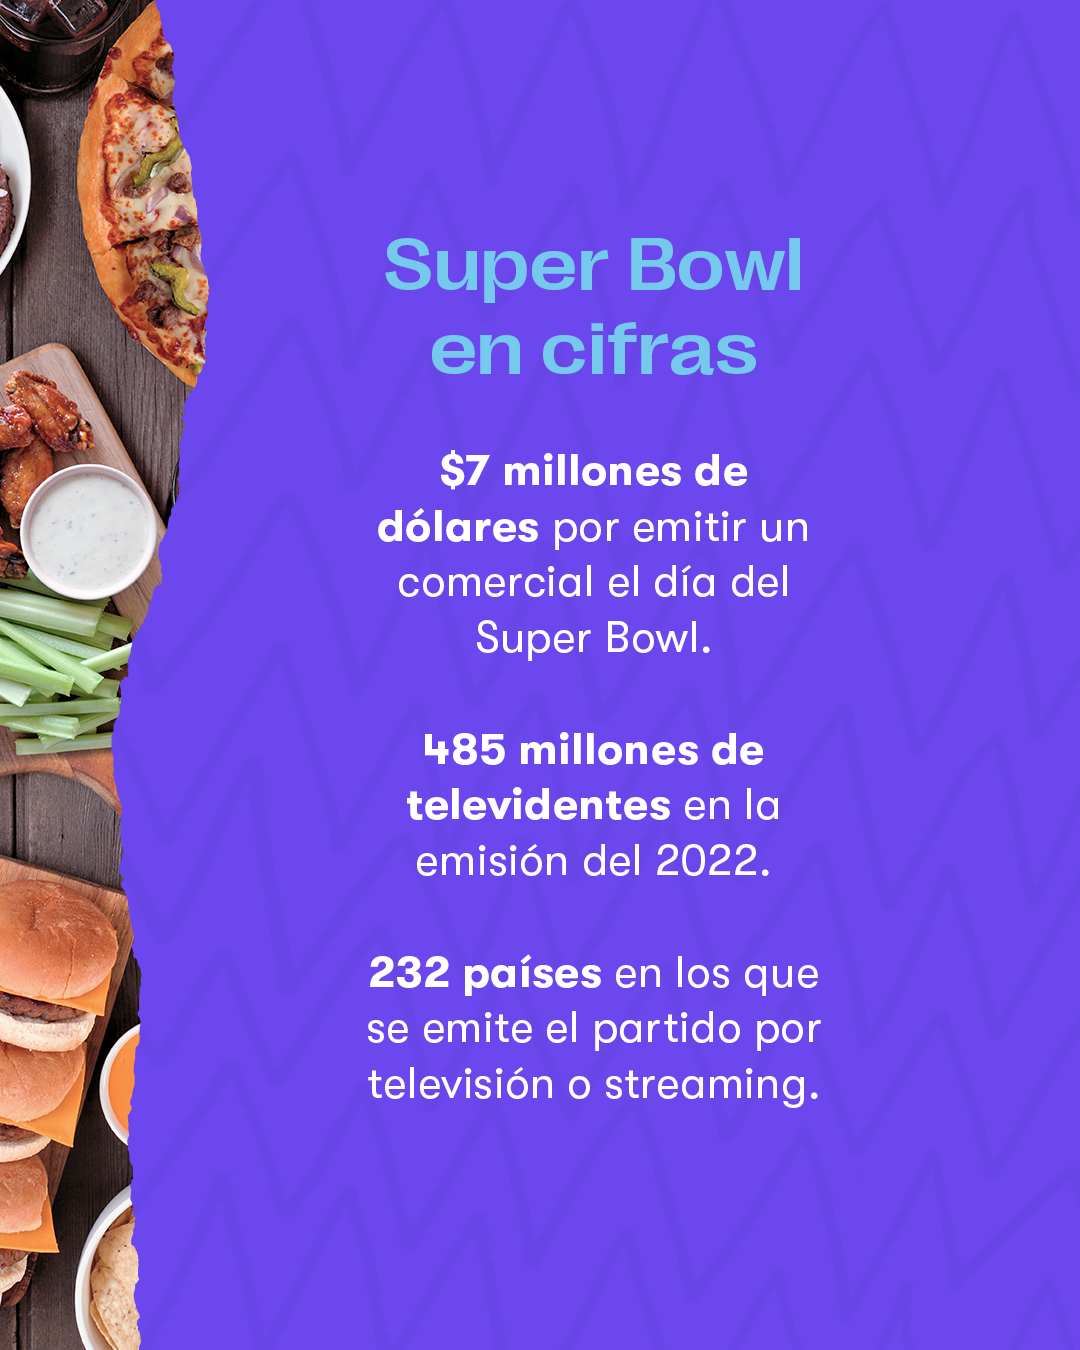 Super Bowl
en cifras
$7 millones de
dólares por emitir un
comercial el día del
Super Bowl.
485 millones de
televidentes en la
emisión del 2022.
232 países en los que
se emite el partido por
televisión o streaming.